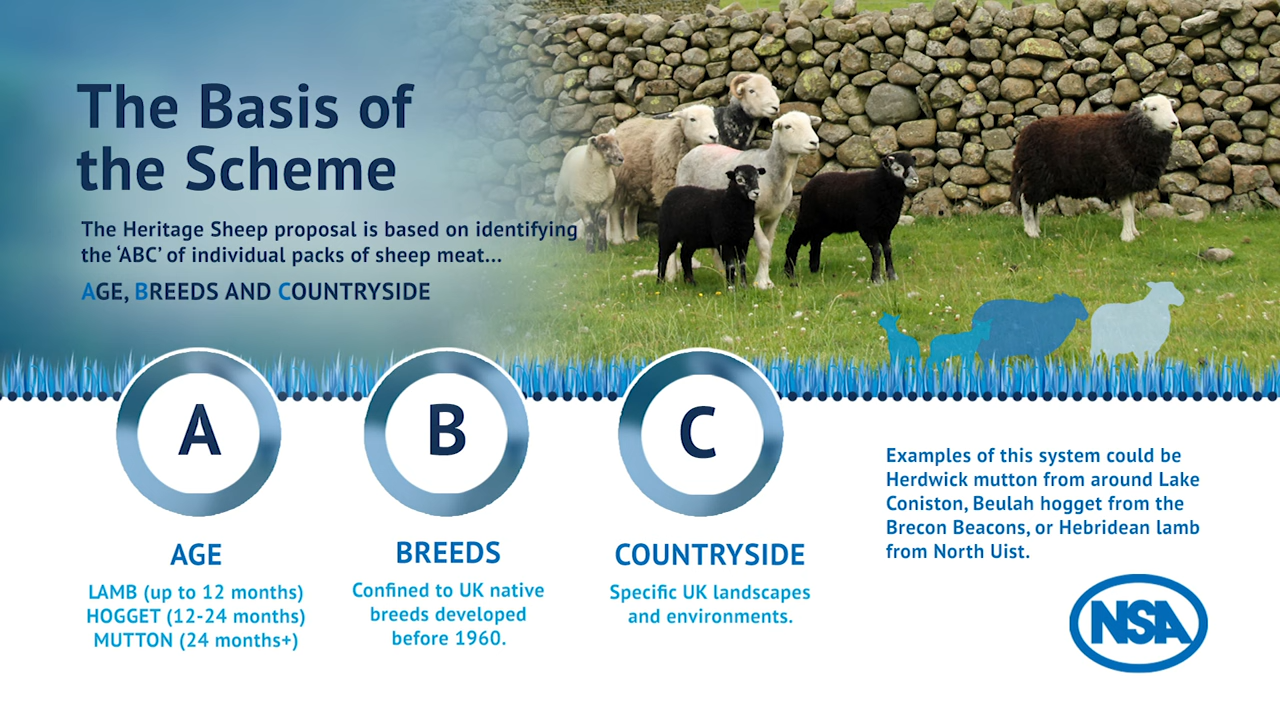 The Basis of
the Scheme
The Heritage Sheep proposal is based on identifying
the ‘ABC’ of individual packs of sheep meat...
AGE, BREEDS AND COUNTRYSIDE
A
AGE
LAMB (up to 12 months)
HOGGET (12-24 months)
MUTTON (24 months+)
B
BREEDS
Confined to UK native
breeds developed
before 1960.
C
COUNTRYSIDE
Specific UK landscapes
and environments.
Examples of this system could be
Herdwick mutton from around Lake
Coniston, Beulah hogget from the
Brecon Beacons, or Hebridean lamb
from North Uist.
NSA